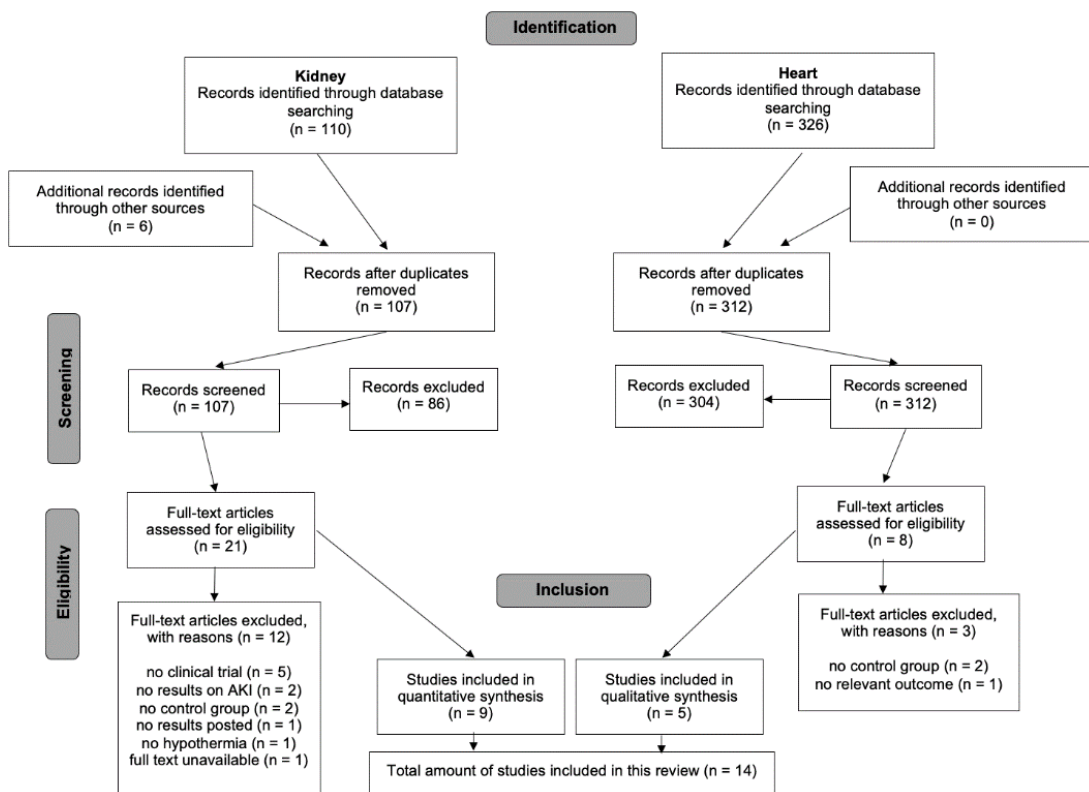 Identification
Kidney
Records identified through database
searching
(n = 110)
Heart
Records identified through database
searching
(n = 326)
Additional records identified
through other sources
(n = 6)
Additional records identified
through other sources
(n = 0)
Records after duplicates
removed
(n = 107)
Records after duplicates
removed
(n = 312)
Screening
Records screened
(n = 107)
Records excluded
(n = 86)
Records excluded
(n = 304)
Records screened
(n = 312)
Eligibility
Full-text articles
assessed for eligibility
(n = 21)
Full-text articles
assessed for eligibility
(n = 8)
Inclusion
Full-text articles excluded,
with reasons (n = 12)
no clinical trial (n = 5)
no results on AKI (n = 2)
no control group (n = 2)
no results posted (n = 1)
no hypothermia (n = 1)
full text unavailable (n = 1)
Studies included in
quantitative synthesis
(n = 9)
Studies included in
qualitative synthesis
(n = 5)
Full-text articles excluded,
with reasons (n = 3)
no control group (n = 2)
no relevant outcome (n = 1)
Total amount of studies included in this review (n = 14)